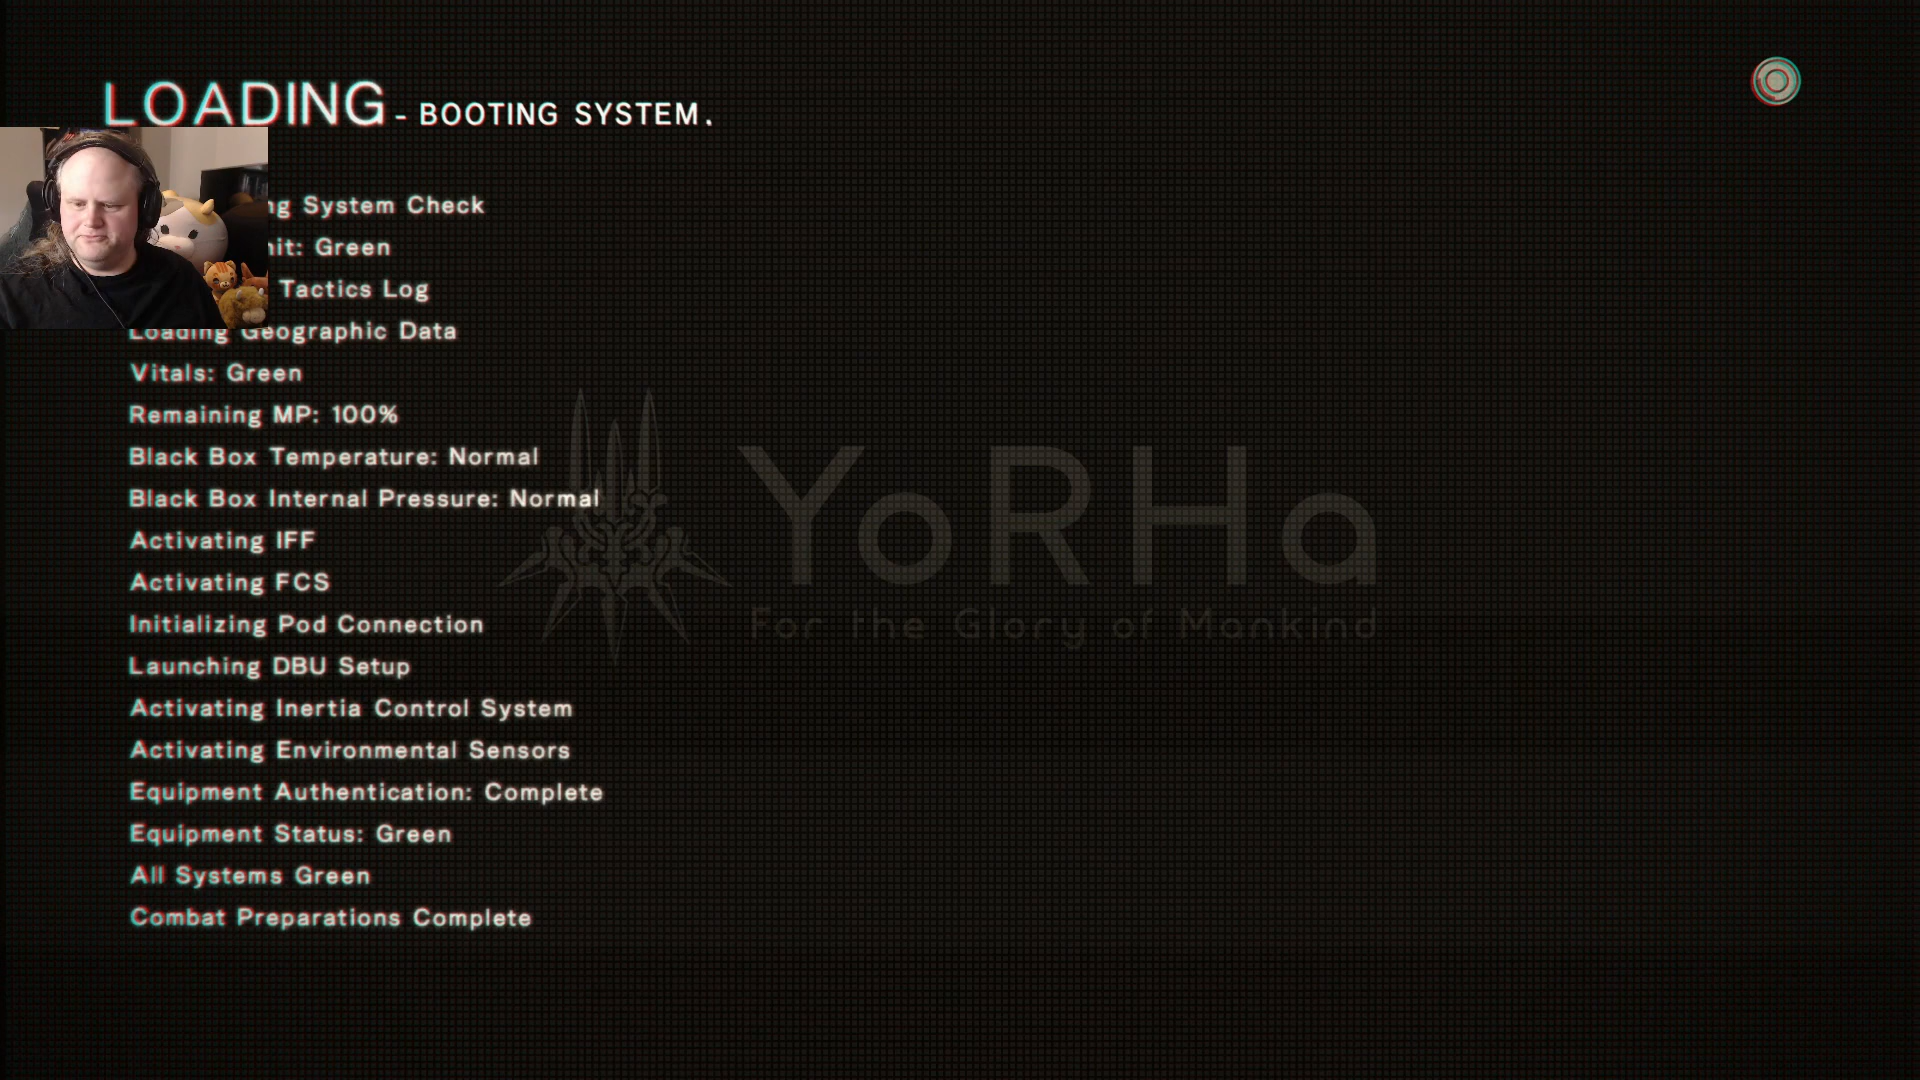 LOADING - BOOTING SYSTEM.
System Check
Green
Tactics Log
Loading Geographic Data
Vitals: Green
Remaining MP: 100%
Black Box Temperature: Normal
Black Box Internal Pressure: Normal
Activating IFF
Activating FCS
Initializing Pod Connection
Launching DBU Setup
Activating Inertia Control System
Activating Environmental Sensors
Equipment Authentication: Complete
Equipment Status: Green
All Systems Green
Combat Preparations Complete
YoRHa
For the Glory of Mankind